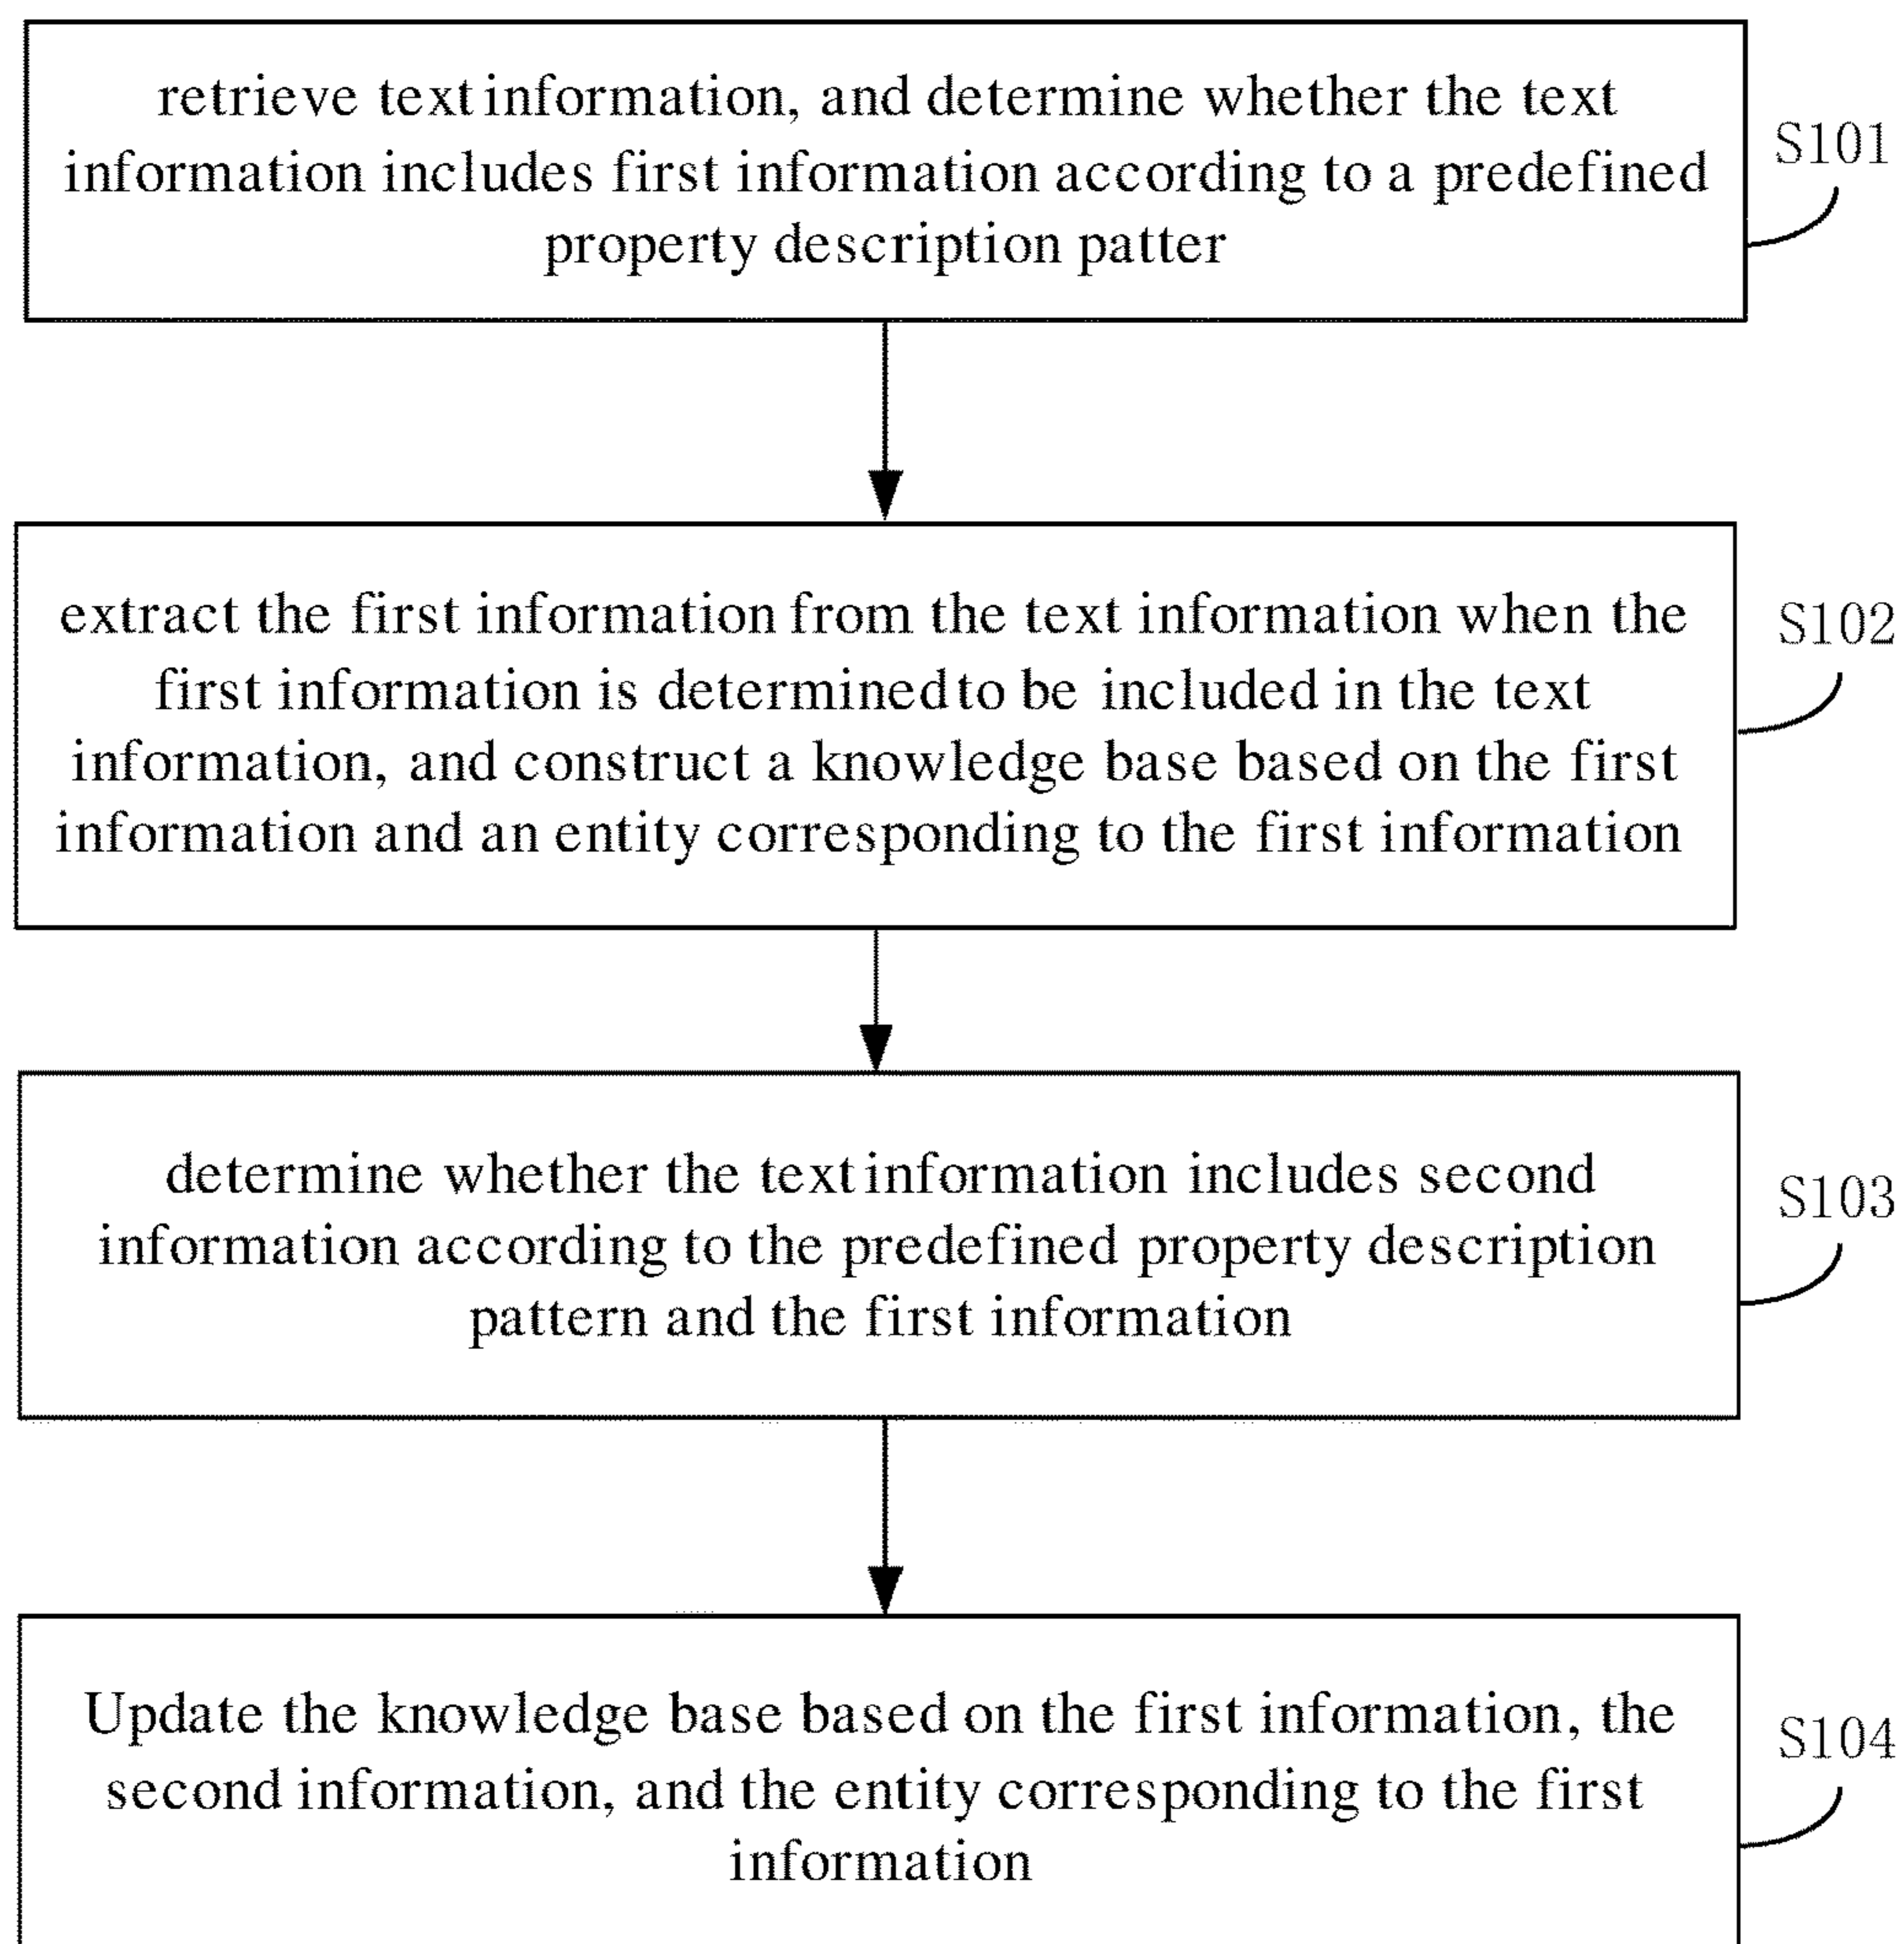 retrieve text information, and determine whether the text
information includes first information according to a predefined
property description patter
S101
extract the first information from the text information when the
first information is determined to be included in the text
information, and construct a knowledge base based on the first
information and an entity corresponding to the first information
S102
determine whether the text information includes second
information according to the predefined property description
pattern and the first information
S103
Update the knowledge base based on the first information, the
second information, and the entity corresponding to the first
information
S104